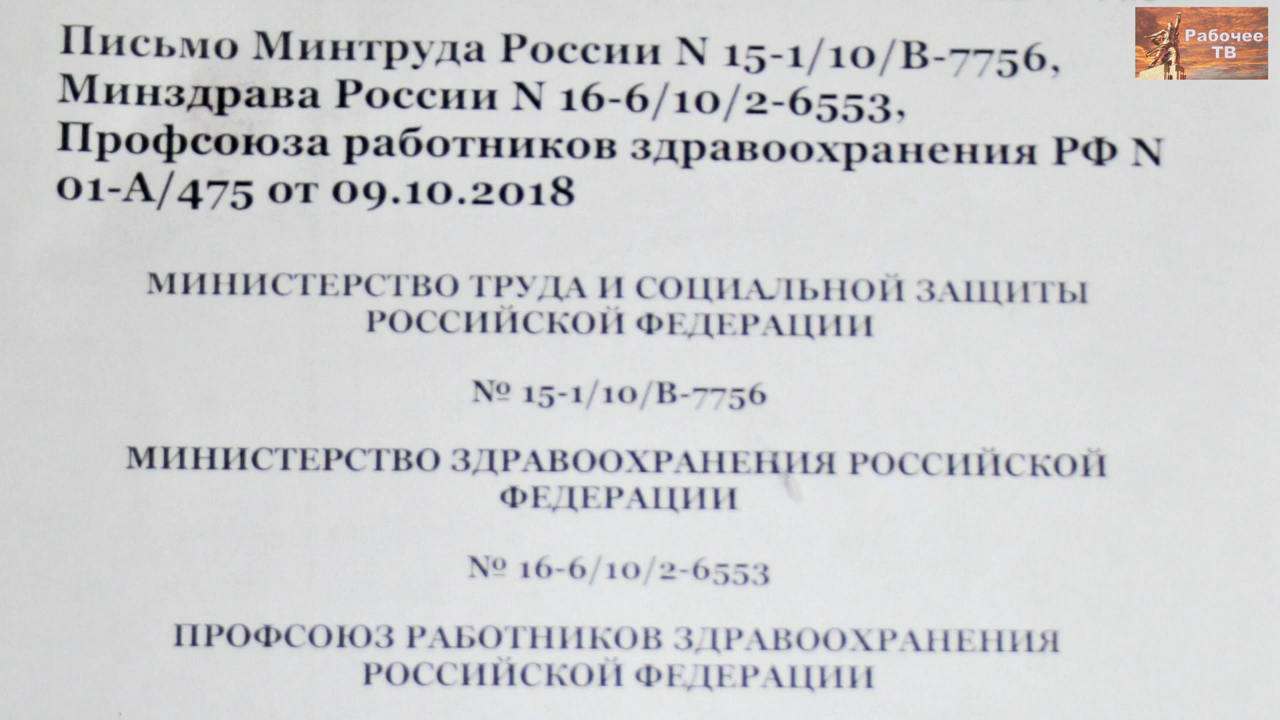 Письмо Минтруда России N 15-1/10/В-7756,
Минздрава России N 16-6/10/2-6553,
Профсоюза работников здравоохранения РФ N
01-А/475 от 09.10.2018
МИНИСТЕРСТВО ТРУДА И СОЦИАЛЬНОЙ ЗАЩИТЫ
РОССИЙСКОЙ ФЕДЕРАЦИИ
№ 15-1/10/В-7756
МИНИСТЕРСТВО ЗДРАВООХРАНЕНИЯ РОССИЙСКОЙ
ФЕДЕРАЦИИ
№ 16-6/10/2-6553
ПРОФСОЮЗ РАБОТНИКОВ ЗДРАВООХРАНЕНИЯ
РОССИЙСКОЙ ФЕДЕРАЦИИ
Рабочее
ТВ